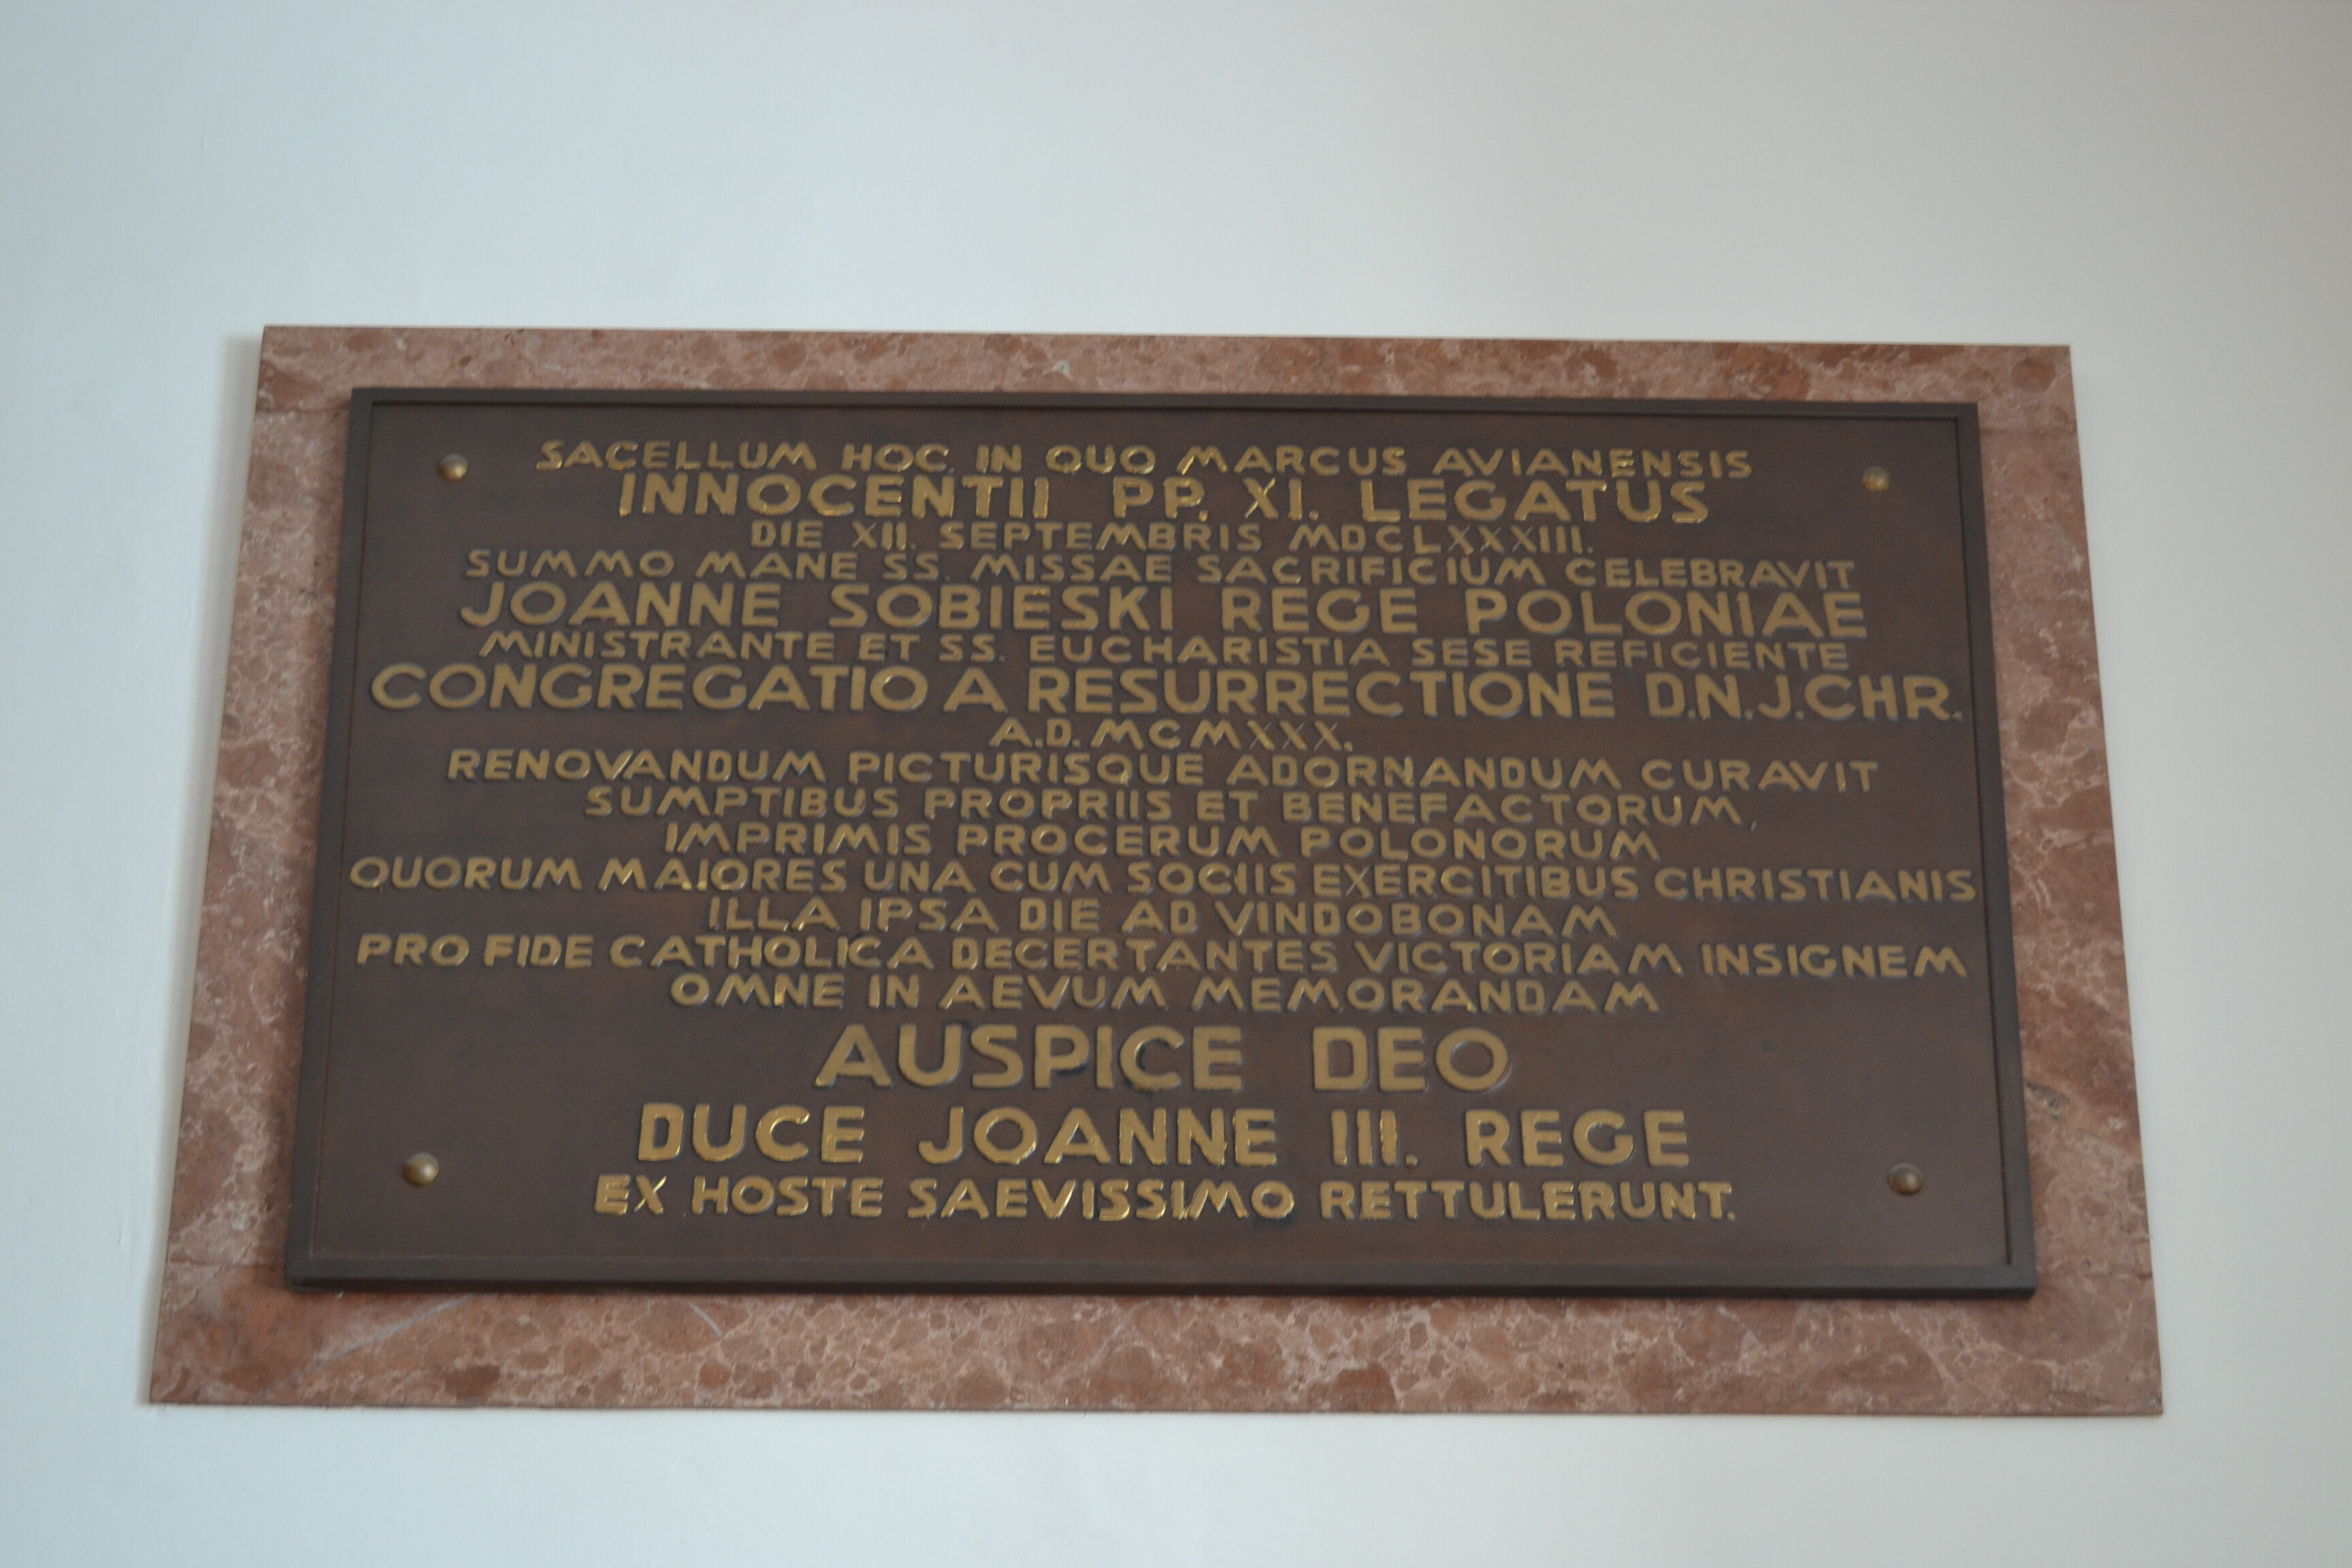 SACELLUM HOC IN QUO MARCUS AVIANENSIS
INNOCENTII PP. XI. LEGATUS
DIE XII. SEPTEMBRIS MDCLXXXIII.
SUMMO MANE SS. MISSAE SACRIFICIUM CELEBRAVIT
JOANNE SOBIESKI REGE POLONIAE
MINISTRANTE ET SS. EUCHARISTIA SESE REFICIENTE
CONGREGATIO A RESURRECTIONE D.N.J.CHR.
A.D. MCMXXX.
RENOVANDUM PICTURISQUE ADORNANDUM CURAVIT
SUMPTIBUS PROPRIIS ET BENEFACTORUM,
IMPRIMIS PROCERUM POLONORUM
QUORUM MAIORES UNA CUM SOCIIS EXERCITIBUS CHRISTIANIS
ILLA IPSA DIE AD VINDOBONAM
PRO FIDE CATHOLICA DECERTANTES VICTORIAM INSIGNEM
OMNE IN AEVUM MEMORANDAM
AUSPICE DEO
DUCE JOANNE III. REGE
EX HOSTE SAEVISSIMO RETTULERUNT.